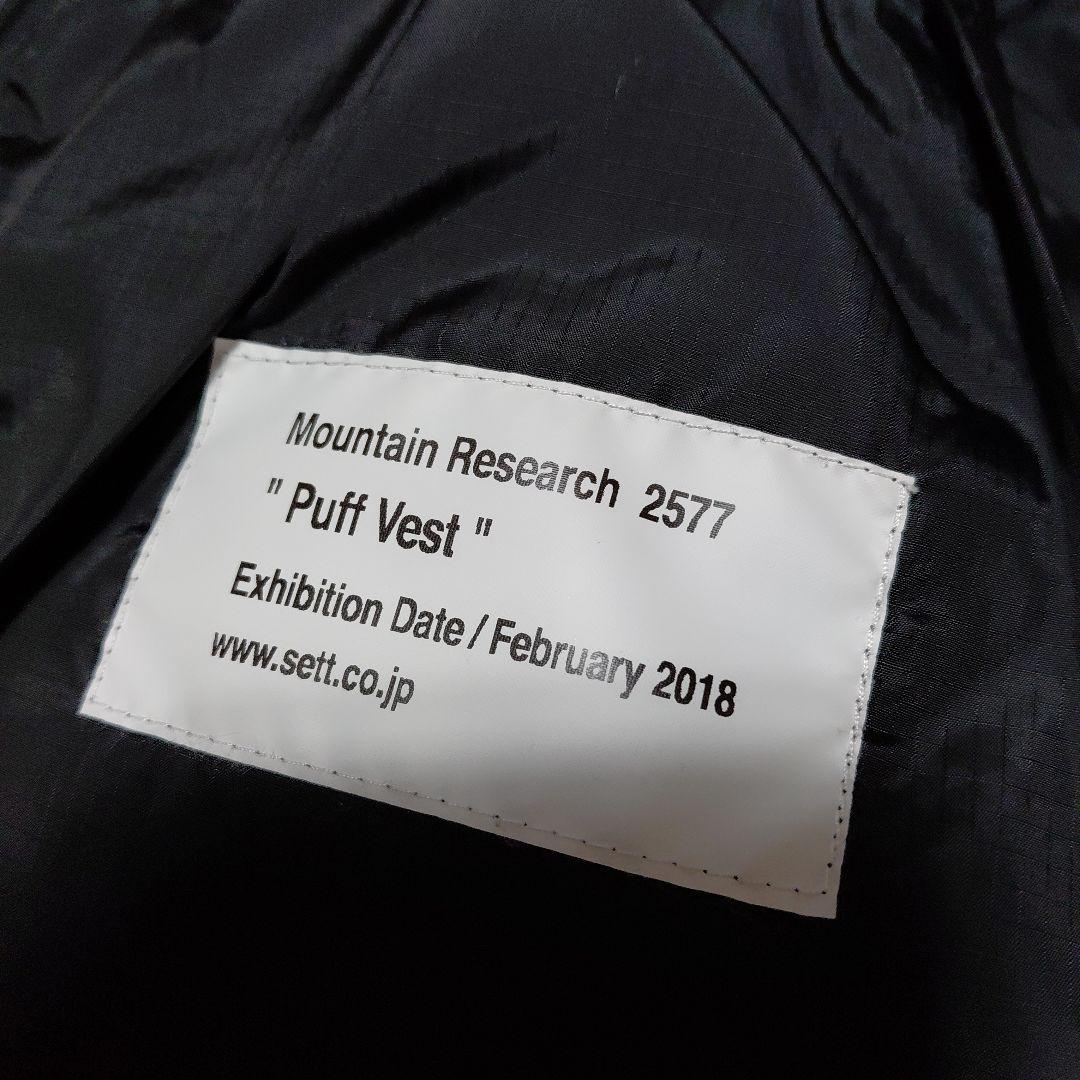 Mountain Research 2577
" Puff Vest "
Exhibition Date / February 2018
www.sett.co.jp